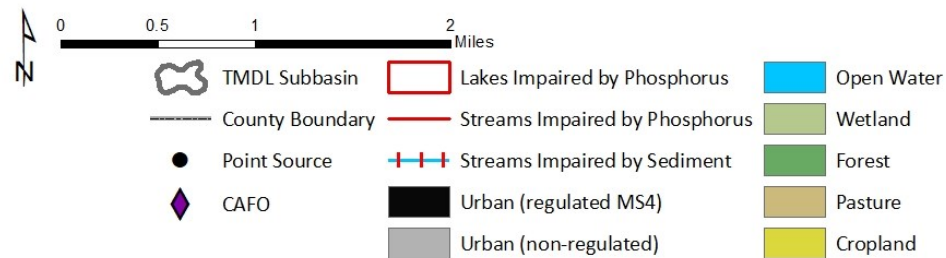 0 0.5 1 2
Miles
N
TMDL Subbasin
County Boundary
Point Source
CAFO
Lakes Impaired by Phosphorus
Streams Impaired by Phosphorus
Streams Impaired by Sediment
Urban (regulated MS4)
Urban (non-regulated)
Open Water
Wetland
Forest
Pasture
Cropland